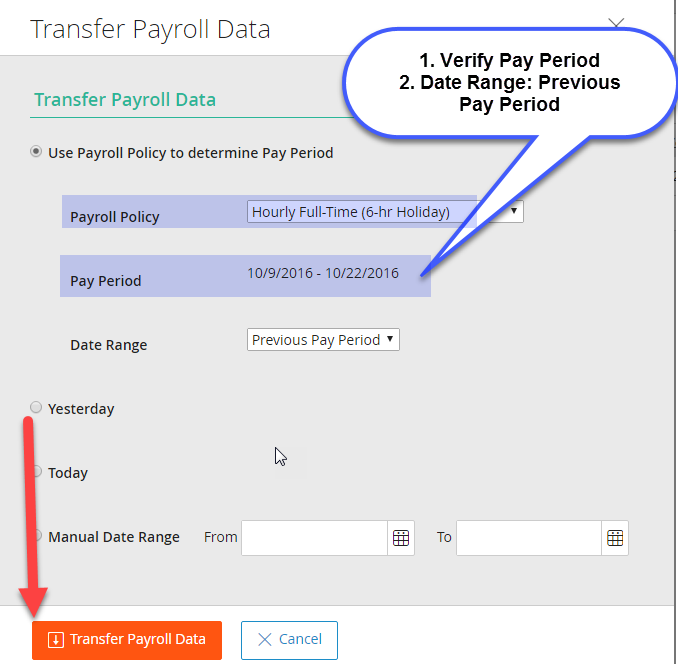 Transfer Payroll Data
1. Verify Pay Period
2. Date Range: Previous
Pay Period
Transfer Payroll Data
Use Payroll Policy to determine Pay Period
Payroll Policy Hourly Full-Time (6-hr Holiday)
Pay Period 10/9/2016 - 10/22/2016
Date Range Previous Pay Period
Yesterday
Today
Manual Date Range From To
Transfer Payroll Data Cancel